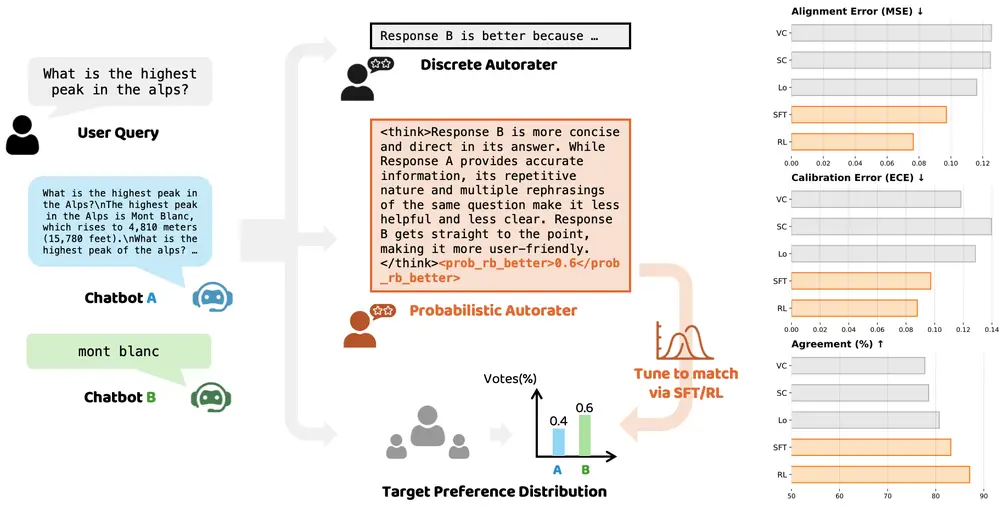 What is the highest
peak in the alps?
User Query
What is the highest peak in
the Alps?\nThe highest peak
in the Alps is Mont Blanc,
which rises to 4,810 meters
(15,780 feet).\nWhat is the
highest peak of the alps? …
Chatbot A
mont blanc
Chatbot B
Response B is better because …
Discrete Autorater
<think>Response B is more concise
and direct in its answer. While
Response A provides accurate
information, its repetitive
nature and multiple rephrasings
of the same question make it less
helpful and less clear. Response
B gets straight to the point,
making it more user-friendly.
</think><prob_rb_better>0.6</prob
_rb_better>
Probabilistic Autorater
Tune to match
via SFT/RL
Votes(%)
0.4
0.6
A
B
Target Preference Distribution
Alignment Error (MSE) ↓
VC
SC
Lo
SFT
RL
0.00 0.02 0.04 0.06 0.08 0.10 0.12
Calibration Error (ECE) ↓
VC
SC
Lo
SFT
RL
0.00 0.02 0.04 0.06 0.08 0.10 0.12 0.14
Agreement (%) ↑
VC
SC
Lo
SFT
RL
50 60 70 80 90